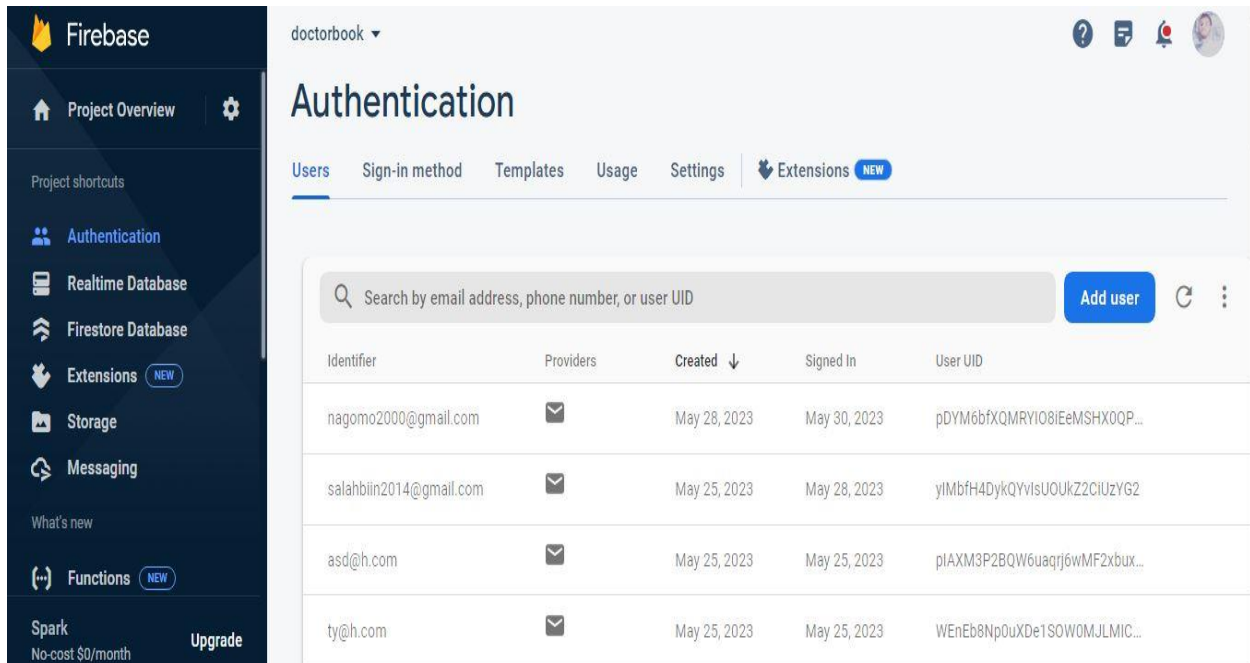 Firebase
doctorbook
Project Overview
Authentication
Users Sign-in method Templates Usage Settings Extensions NEW
Project shortcuts
Authentication
Realtime Database
Firestore Database
Extensions NEW
Storage
Messaging
What's new
Functions NEW
Spark
No-cost $0/month
Upgrade
Search by email address, phone number, or user UID
Add user
Identifier Providers Created Signed In User UID
nagomo2000@gmail.com May 28, 2023 May 30, 2023 pDYM6bfXQMRYIO8iEeMSHX0QP...
salahbiin2014@gmail.com May 25, 2023 May 28, 2023 yIMbfH4DykQYvIsUOUkZ2CiUzYG2
asd@h.com May 25, 2023 May 25, 2023 pIAXM3P2BQW6uaqrj6wMF2xbux...
ty@h.com May 25, 2023 May 25, 2023 WEnEb8Np0uXDe1SOW0MJLMIC...